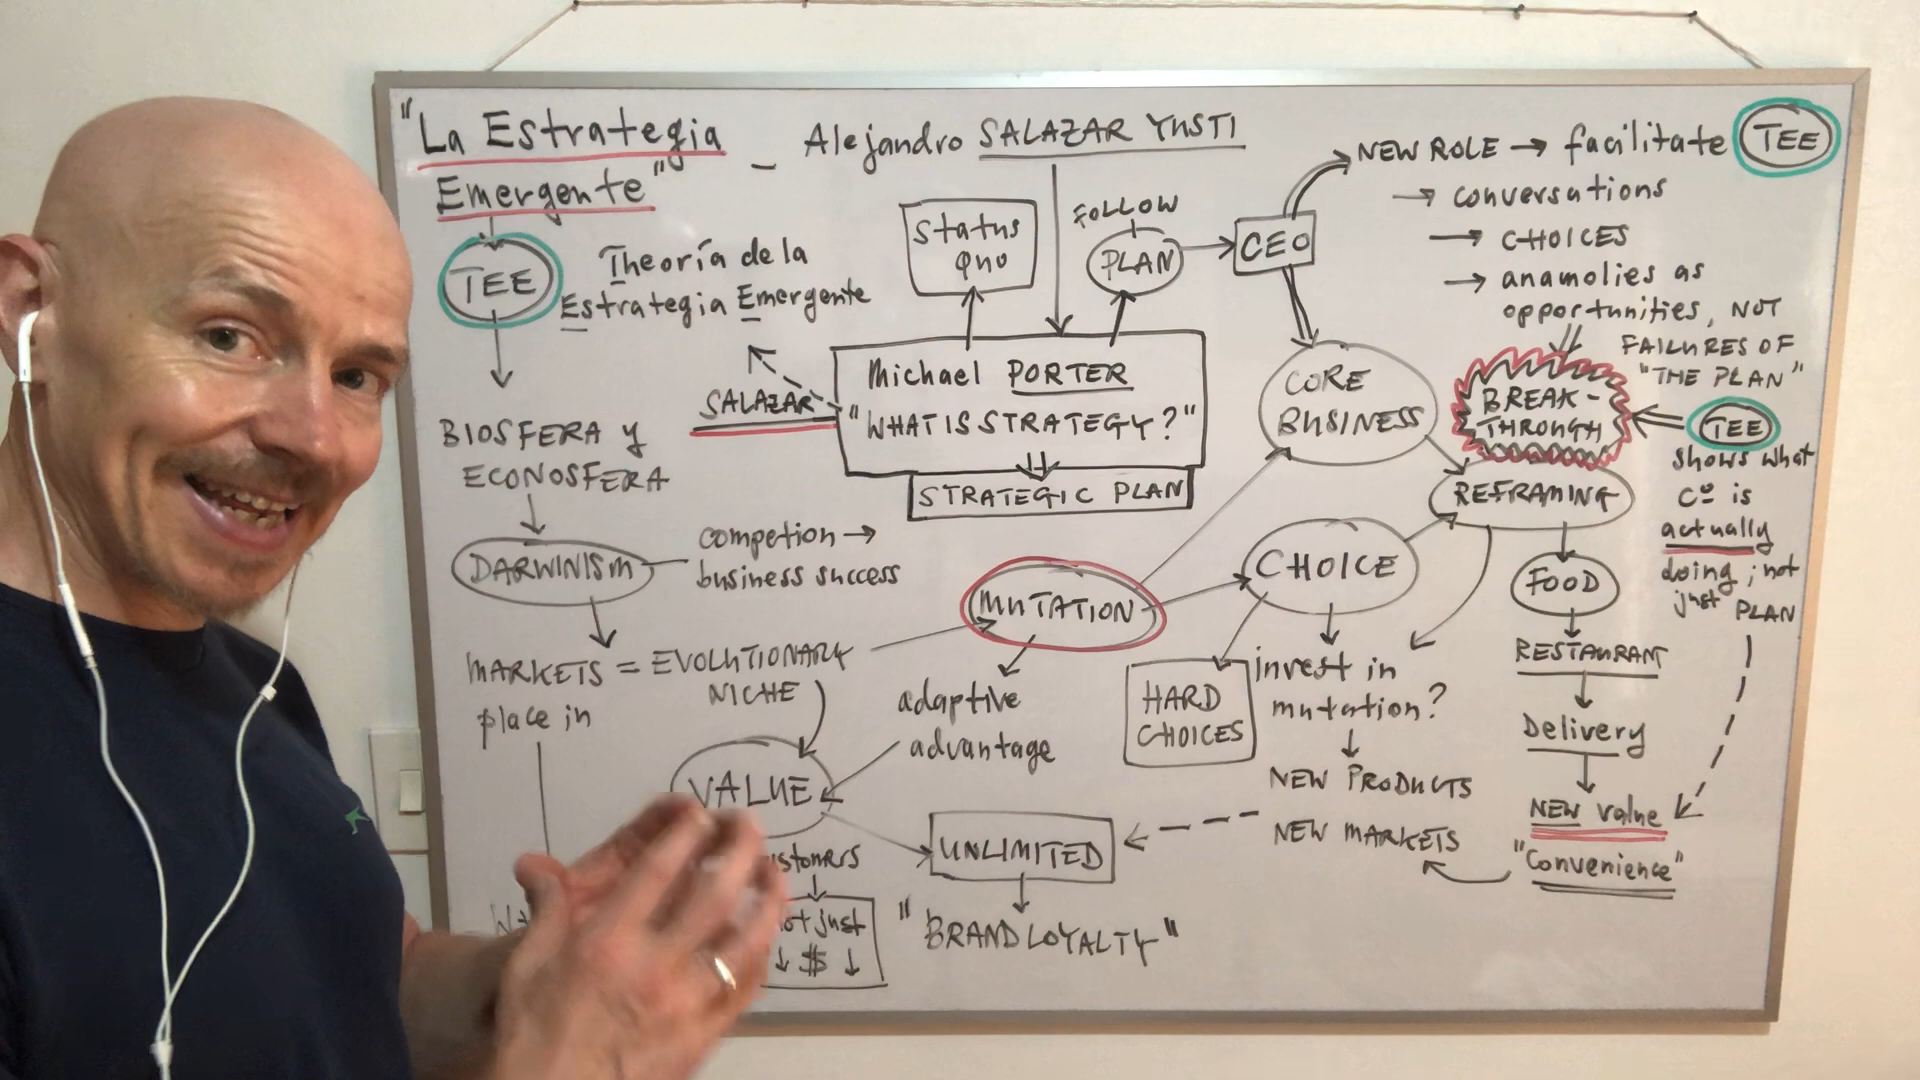 "La Estrategia
Emergente" - Alejandro SALAZAR YUSTI
TEE
Theoría de la
Estrategia Emergente
BIOSFERA y
ECONOSFERA
DARWINISM
competion →
business success
MARKETS = EVOLUTIONARY
place in
NICHE
VALUE
ustomers
ot just
↓ $ ↓
Status
quo
FOLLOW
PLAN
CEO
Michael PORTER
"WHAT IS STRATEGY?"
STRATEGIC PLAN
SALAZAR
MUTATION
adaptive
advantage
UNLIMITED
"BRAND LOYALTY"
NEW ROLE → facilitate TEE
→ conversations
→ CHOICES
→ anamolies as
opportunities, NOT
FAILURES OF
"THE PLAN"
CORE
BUSINESS
BREAK-
THROUGH
TEE
shows what
Cº is
actually
doing; not
just PLAN
REFRAMING
CHOICE
HARD
CHOICES
invest in
mutation?
NEW PRODUCTS
NEW MARKETS
FOOD
RESTAURANT
Delivery
NEW value
"Convenience"